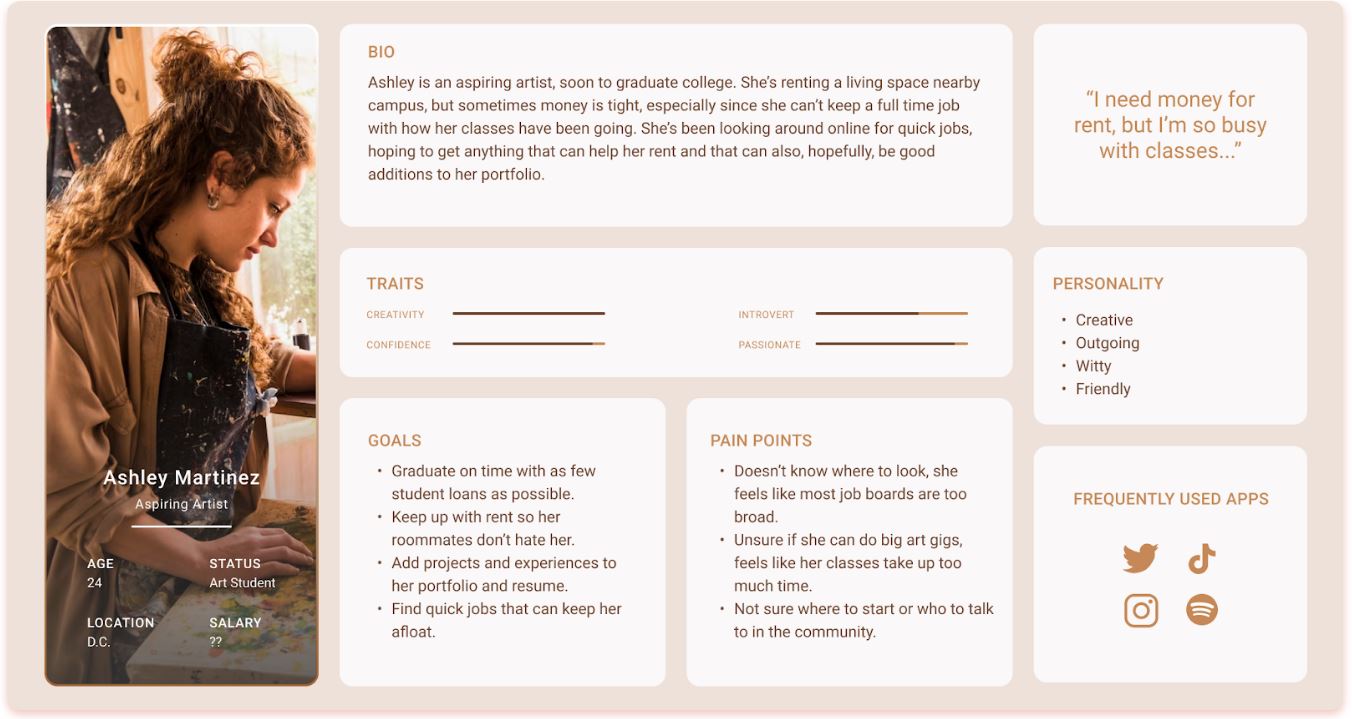 BIO
Ashley is an aspiring artist, soon to graduate college. She’s renting a living space nearby
campus, but sometimes money is tight, especially since she can’t keep a full time job
with how her classes have been going. She’s been looking around online for quick jobs,
hoping to get anything that can help her rent and that can also, hopefully, be good
additions to her portfolio.
“I need money for
rent, but I’m so busy
with classes...”
TRAITS
CREATIVITY
INTROVERT
CONFIDENCE
PASSIONATE
PERSONALITY
• Creative
• Outgoing
• Witty
• Friendly
Ashley Martinez
Aspiring Artist
AGE
24
STATUS
Art Student
LOCATION
D.C.
SALARY
??
GOALS
• Graduate on time with as few
student loans as possible.
• Keep up with rent so her
roommates don’t hate her.
• Add projects and experiences to
her portfolio and resume.
• Find quick jobs that can keep her
afloat.
PAIN POINTS
• Doesn’t know where to look, she
feels like most job boards are too
broad.
• Unsure if she can do big art gigs,
feels like her classes take up too
much time.
• Not sure where to start or who to talk
to in the community.
FREQUENTLY USED APPS